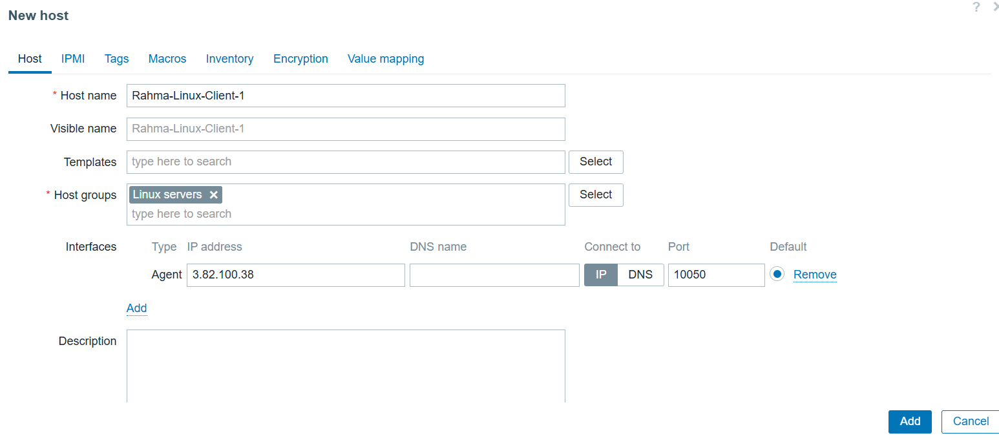 New host
?
Host IPMI Tags Macros Inventory Encryption Value mapping
* Host name Rahma-Linux-Client-1
Visible name Rahma-Linux-Client-1
Templates type here to search Select
* Host groups Linux servers Select
type here to search
Interfaces Type IP address DNS name Connect to Port Default
Agent 3.82.100.38 IP DNS 10050 Remove
Add
Description
Add Cancel